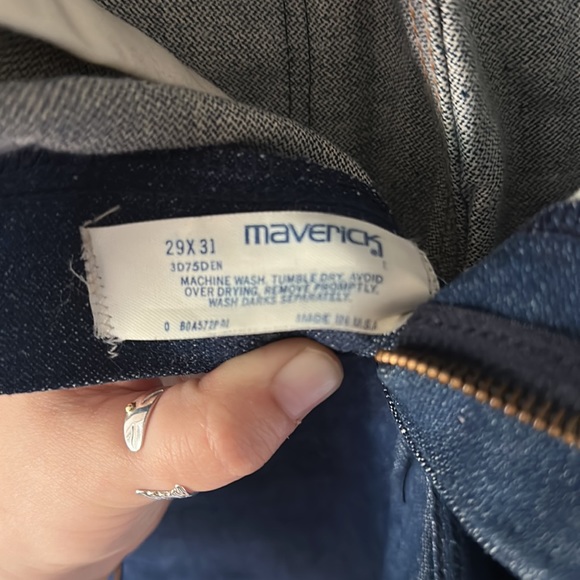 maverick
29X31
3D75DEN
MACHINE WASH, TUMBLE DRY, AVOID
OVER DRYING, REMOVE PROMPTLY,
WASH DARKS SEPARATELY.
MADE IN U.S.A.